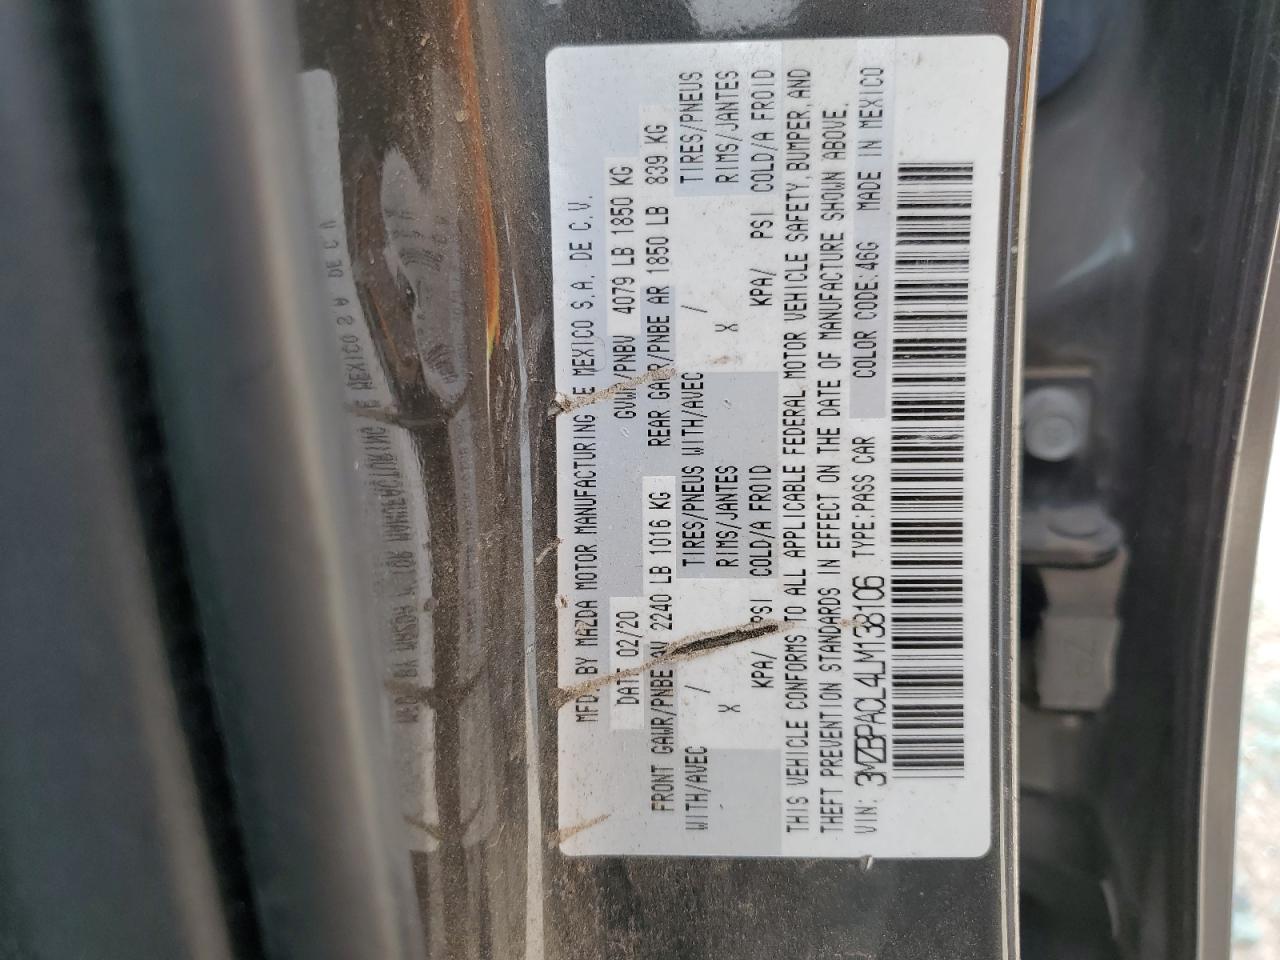 MFD. BY MAZDA MOTOR MANUFACTURING DE MEXICO S.A. DE C.V.
DATE 02/20 GVWR/PNBV 4079 LB 1850 KG
FRONT GAWR/PNBE AV 2240 LB 1016 KG REAR GAWR/PNBE AR 1850 LB 839 KG
WITH/AVEC / TIRES/PNEUS WITH/AVEC / TIRES/PNEUS
X RIMS/JANTES X RIMS/JANTES
KPA/ PSI COLD/A FROID KPA/ PSI COLD/A FROID
THIS VEHICLE CONFORMS TO ALL APPLICABLE FEDERAL MOTOR VEHICLE SAFETY, BUMPER, AND
THEFT PREVENTION STANDARDS IN EFFECT ON THE DATE OF MANUFACTURE SHOWN ABOVE.
VIN: 3MZBPACL4LM138106 TYPE:PASS CAR COLOR CODE:46G MADE IN MEXICO